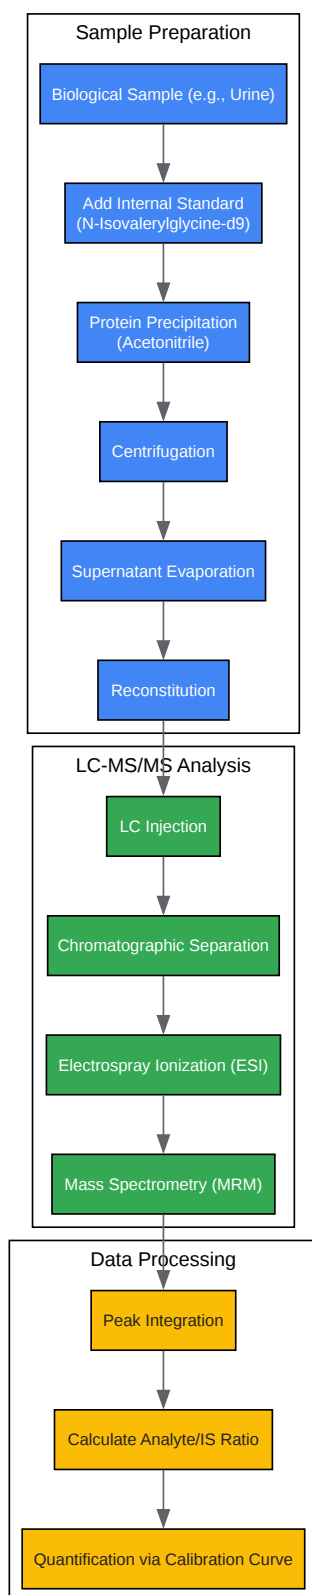 Sample Preparation
Biological Sample (e.g., Urine)
Add Internal Standard
(N-Isovalerylglycine-d9)
Protein Precipitation
(Acetonitrile)
Centrifugation
Supernatant Evaporation
Reconstitution
LC-MS/MS Analysis
LC Injection
Chromatographic Separation
Electrospray Ionization (ESI)
Mass Spectrometry (MRM)
Data Processing
Peak Integration
Calculate Analyte/IS Ratio
Quantification via Calibration Curve